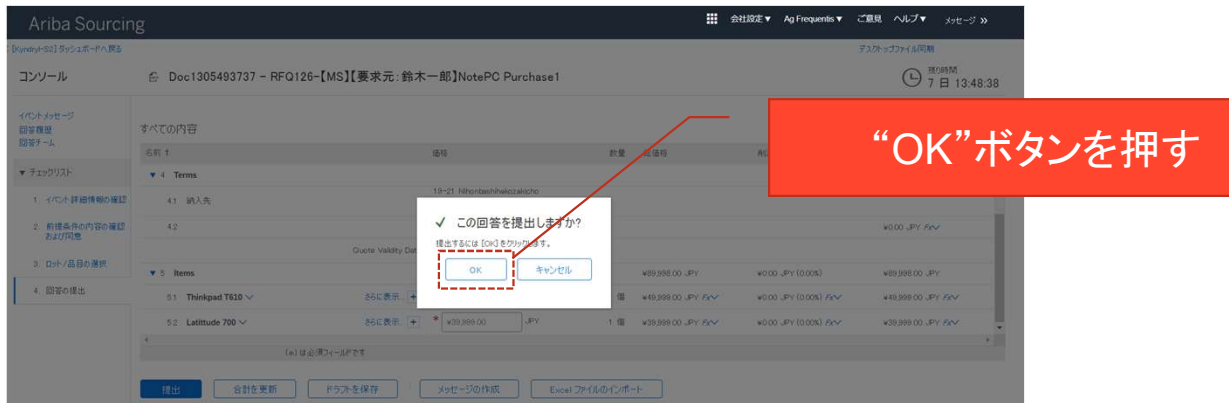 Ariba Sourcing
会社設定▼ Ag Frequentis▼ ご意見 ヘルプ▼ メッセージ »
[Kyndryl-S2] ダッシュボードへ戻る
デスクトップファイル同期
コンソール
Doc1305493737 - RFQ126-【MS】【要求元: 鈴木一郎】NotePC Purchase1
残り時間
7 日 13:48:38
“OK”ボタンを押す
イベントメッセージ
回答履歴
回答チーム
▼ チェックリスト
1. イベント詳細情報の確認
2. 前提条件の内容の確認および同意
3. ロット/品目の選択
4. 回答の提出
すべての内容
名前 ↑ 価格 数量
▼ 4 Terms
4.1 納入先
19-21 Nihonbashihakozakicho
4.2
¥0.00 JPY
Quote Validity Dat
✓ この回答を提出しますか?
提出するには [OK] をクリックします。
OK キャンセル
▼ 5 Items ¥89,998.00 JPY ¥0.00 JPY (0.00%) ¥89,998.00 JPY
5.1 Thinkpad T610 さらに表示... + 個 ¥49,999.00 JPY ¥0.00 JPY (0.00%) ¥49,999.00 JPY
5.2 Latittude 700 さらに表示... + * ¥39,999.00 JPY 1 個 ¥39,999.00 JPY ¥0.00 JPY (0.00%) ¥39,999.00 JPY
(*) は必須フィールドです
提出 合計を更新 ドラフトを保存 メッセージの作成 Excel ファイルのインポート